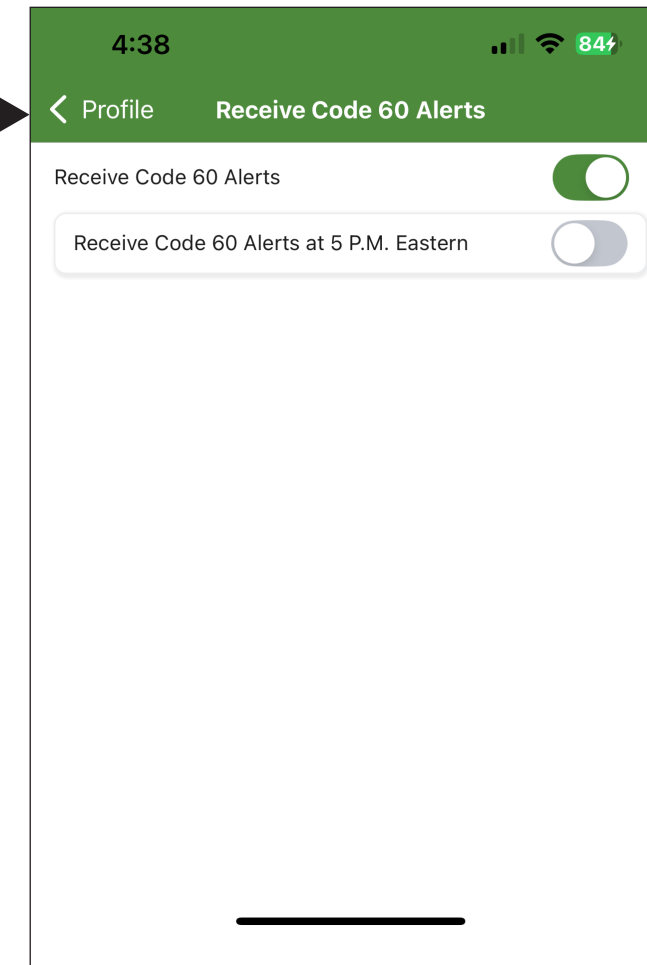 4:38
84
Profile
Receive Code 60 Alerts
Receive Code 60 Alerts
Receive Code 60 Alerts at 5 P.M. Eastern